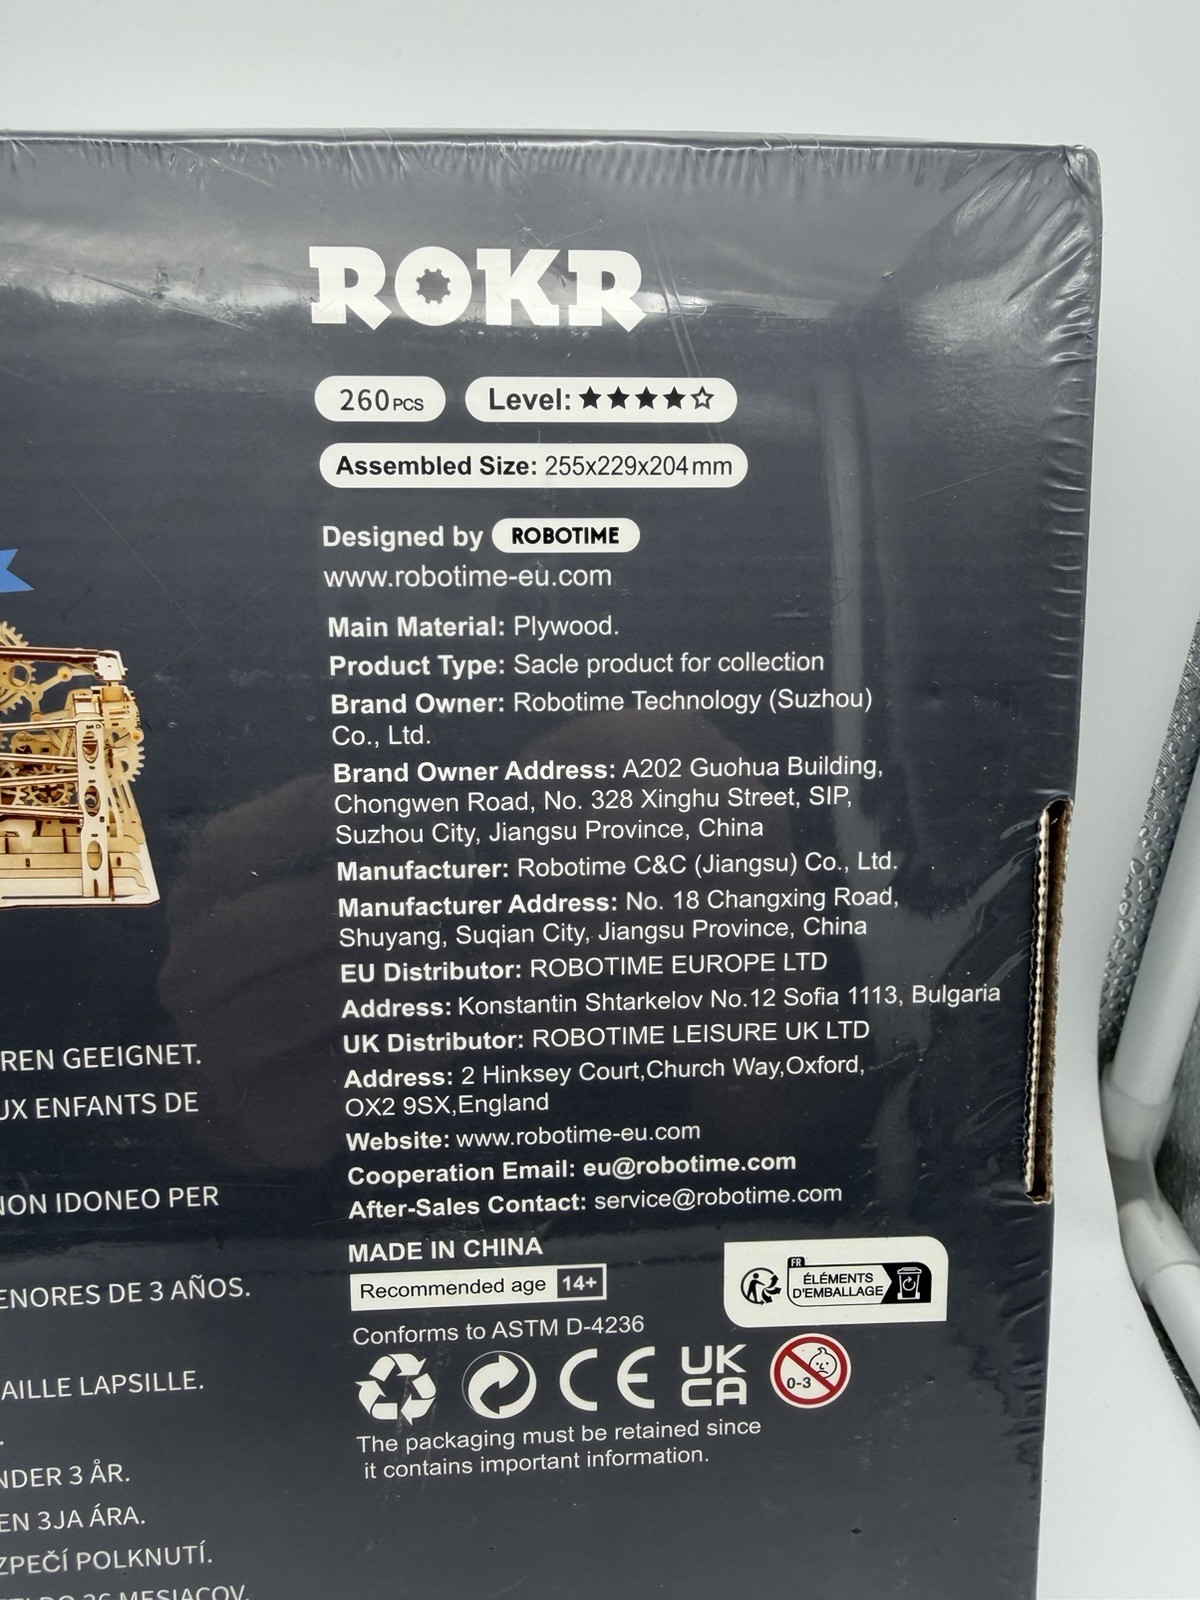 ROKR
260 PCS
Level: ★★★★☆
Assembled Size: 255x229x204mm
Designed by ROBOTIME
www.robotime-eu.com
Main Material: Plywood.
Product Type: Sacle product for collection
Brand Owner: Robotime Technology (Suzhou)
Co., Ltd.
Brand Owner Address: A202 Guohua Building,
Chongwen Road, No. 328 Xinghu Street, SIP,
Suzhou City, Jiangsu Province, China
Manufacturer: Robotime C&C (Jiangsu) Co., Ltd.
Manufacturer Address: No. 18 Changxing Road,
Shuyang, Suqian City, Jiangsu Province, China
EU Distributor: ROBOTIME EUROPE LTD
Address: Konstantin Shtarkelov No.12 Sofia 1113, Bulgaria
UK Distributor: ROBOTIME LEISURE UK LTD
Address: 2 Hinksey Court,Church Way,Oxford,
OX2 9SX,England
Website: www.robotime-eu.com
Cooperation Email: eu@robotime.com
After-Sales Contact: service@robotime.com
MADE IN CHINA
Recommended age 14+
FR
ÉLÉMENTS
D'EMBALLAGE
Conforms to ASTM D-4236
CE
UK
CA
0-3
The packaging must be retained since
it contains important information.
REN GEEIGNET.
UX ENFANTS DE
NON IDONEO PER
ENORES DE 3 AÑOS.
AILLE LAPSILLE.
NDER 3 ÅR.
EN 3JA ÁRA.
ZPEČÍ POLKNUTÍ.
DO 36 MESIACOV.